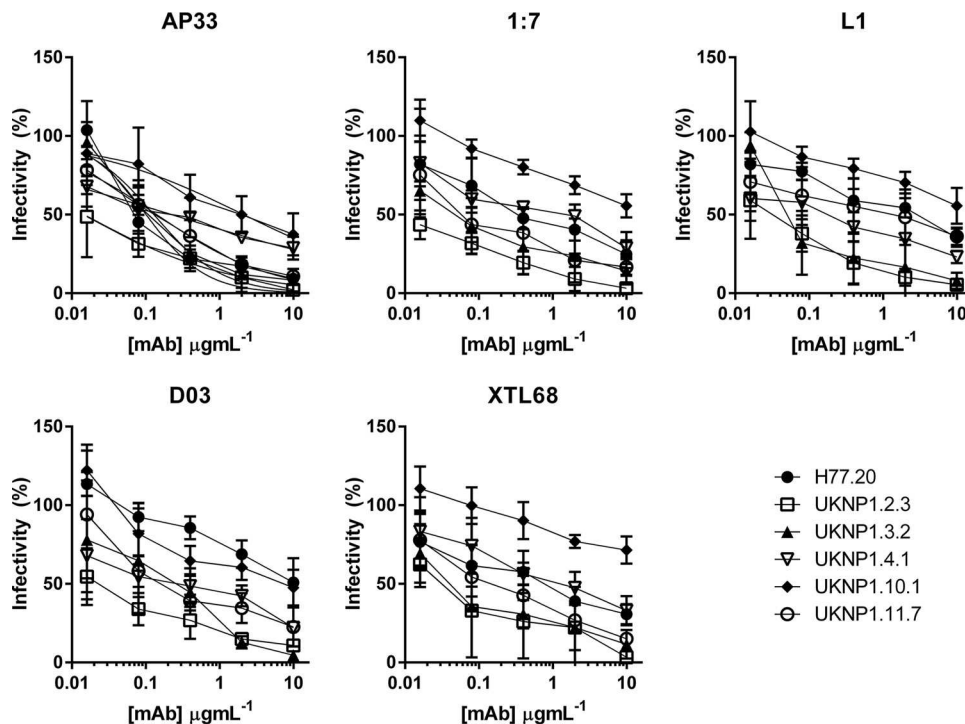 AP33
1:7
L1
Infectivity (%)
150
100
50
0
0.01
0.1
1
10
[mAb] μgmL⁻¹
Infectivity (%)
150
100
50
0
0.01
0.1
1
10
[mAb] μgmL⁻¹
Infectivity (%)
150
100
50
0
0.01
0.1
1
10
[mAb] μgmL⁻¹
D03
XTL68
Infectivity (%)
150
100
50
0
0.01
0.1
1
10
[mAb] μgmL⁻¹
Infectivity (%)
150
100
50
0
0.01
0.1
1
10
[mAb] μgmL⁻¹
H77.20
UKNP1.2.3
UKNP1.3.2
UKNP1.4.1
UKNP1.10.1
UKNP1.11.7